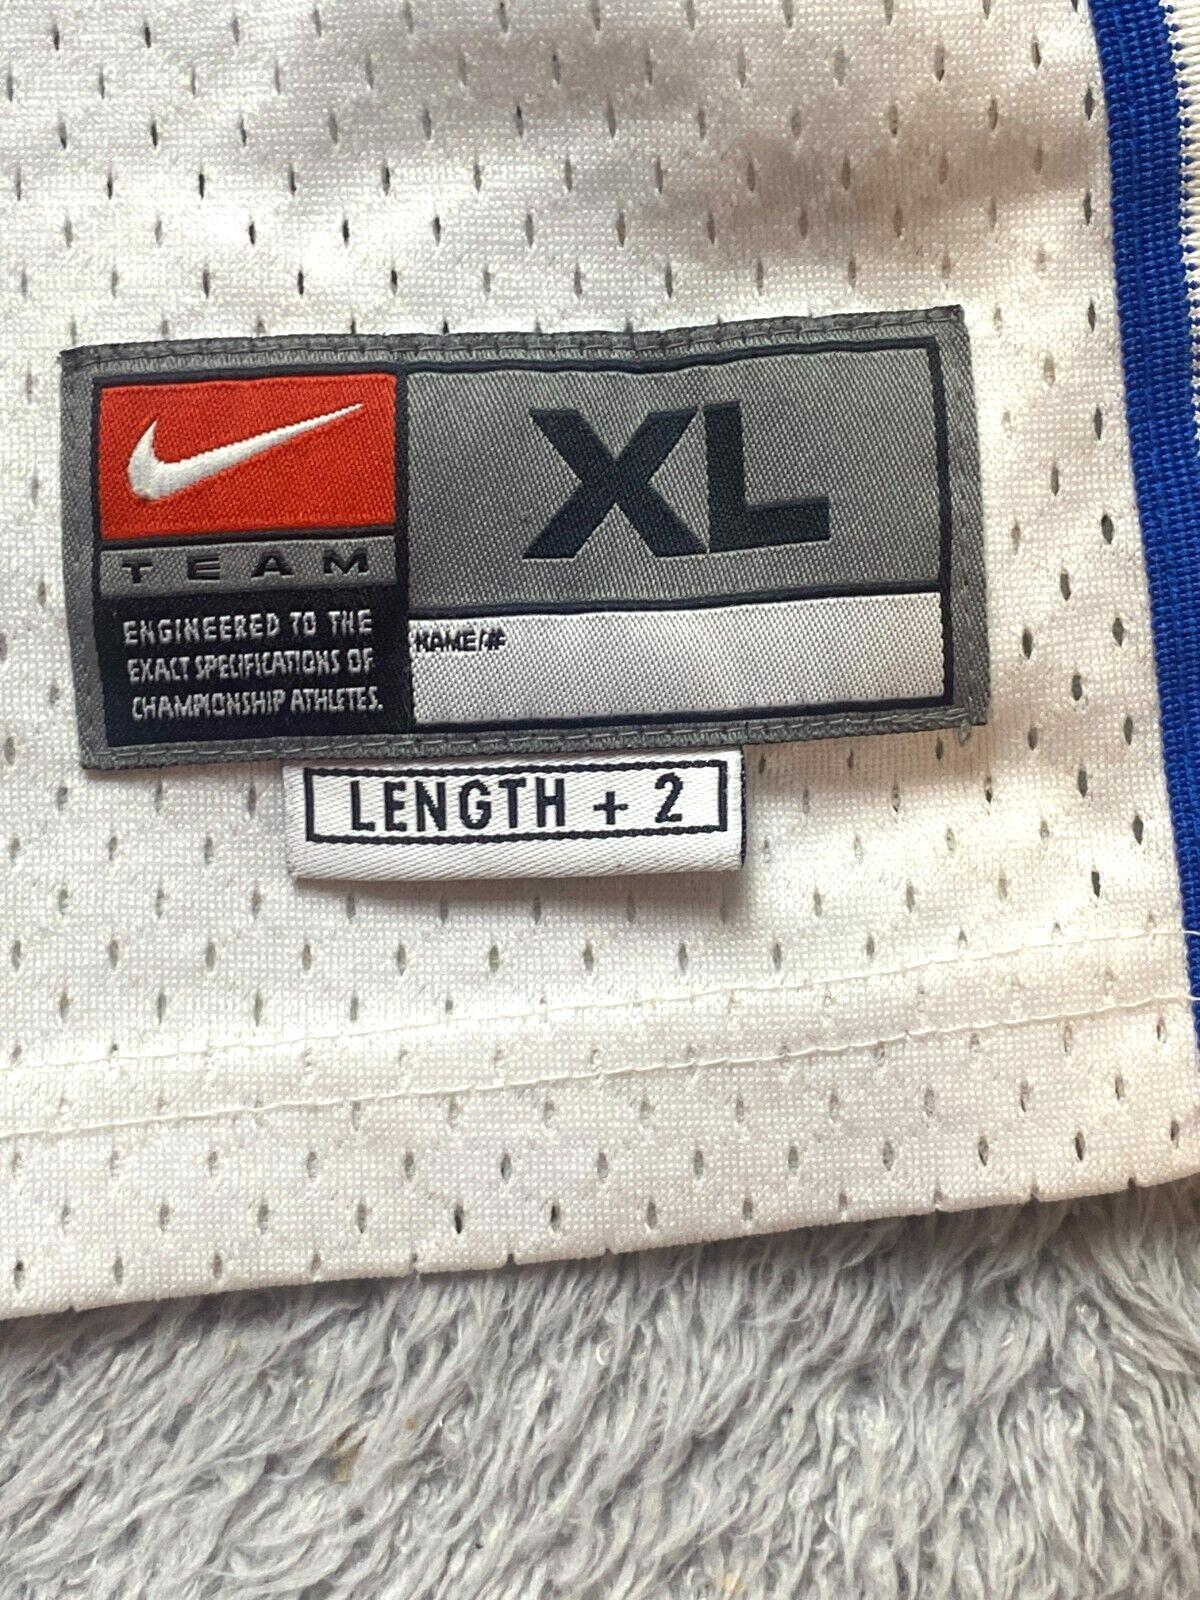 XL
TEAM
ENGINEERED TO THE
EXACT SPECIFICATIONS OF
CHAMPIONSHIP ATHLETES.
NAME/#
LENGTH + 2